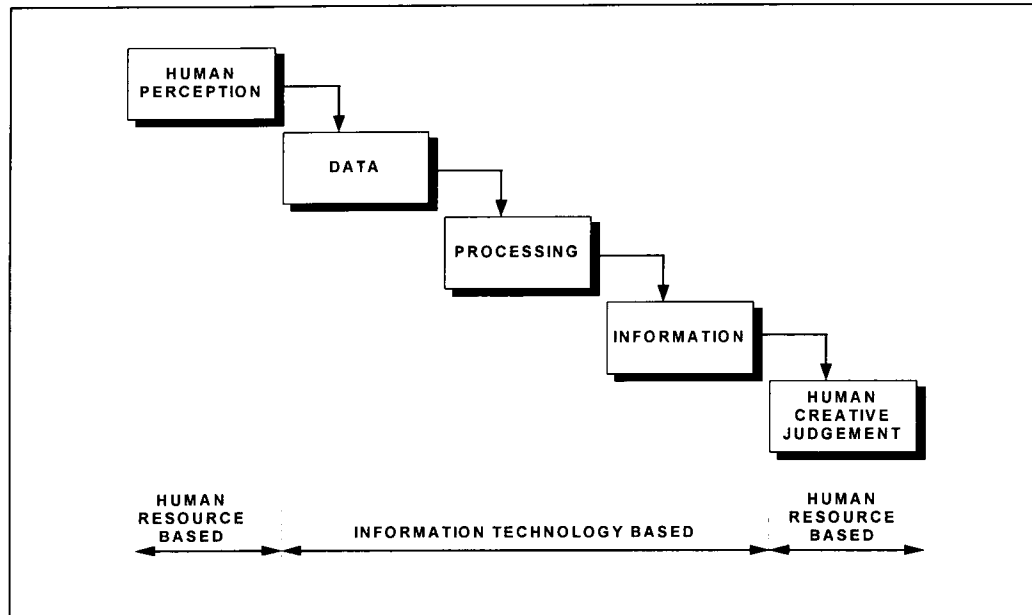 HUMAN
PERCEPTION
DATA
PROCESSING
INFORMATION
HUMAN
CREATIVE
JUDGEMENT
HUMAN
RESOURCE
BASED
INFORMATION TECHNOLOGY BASED
HUMAN
RESOURCE
BASED